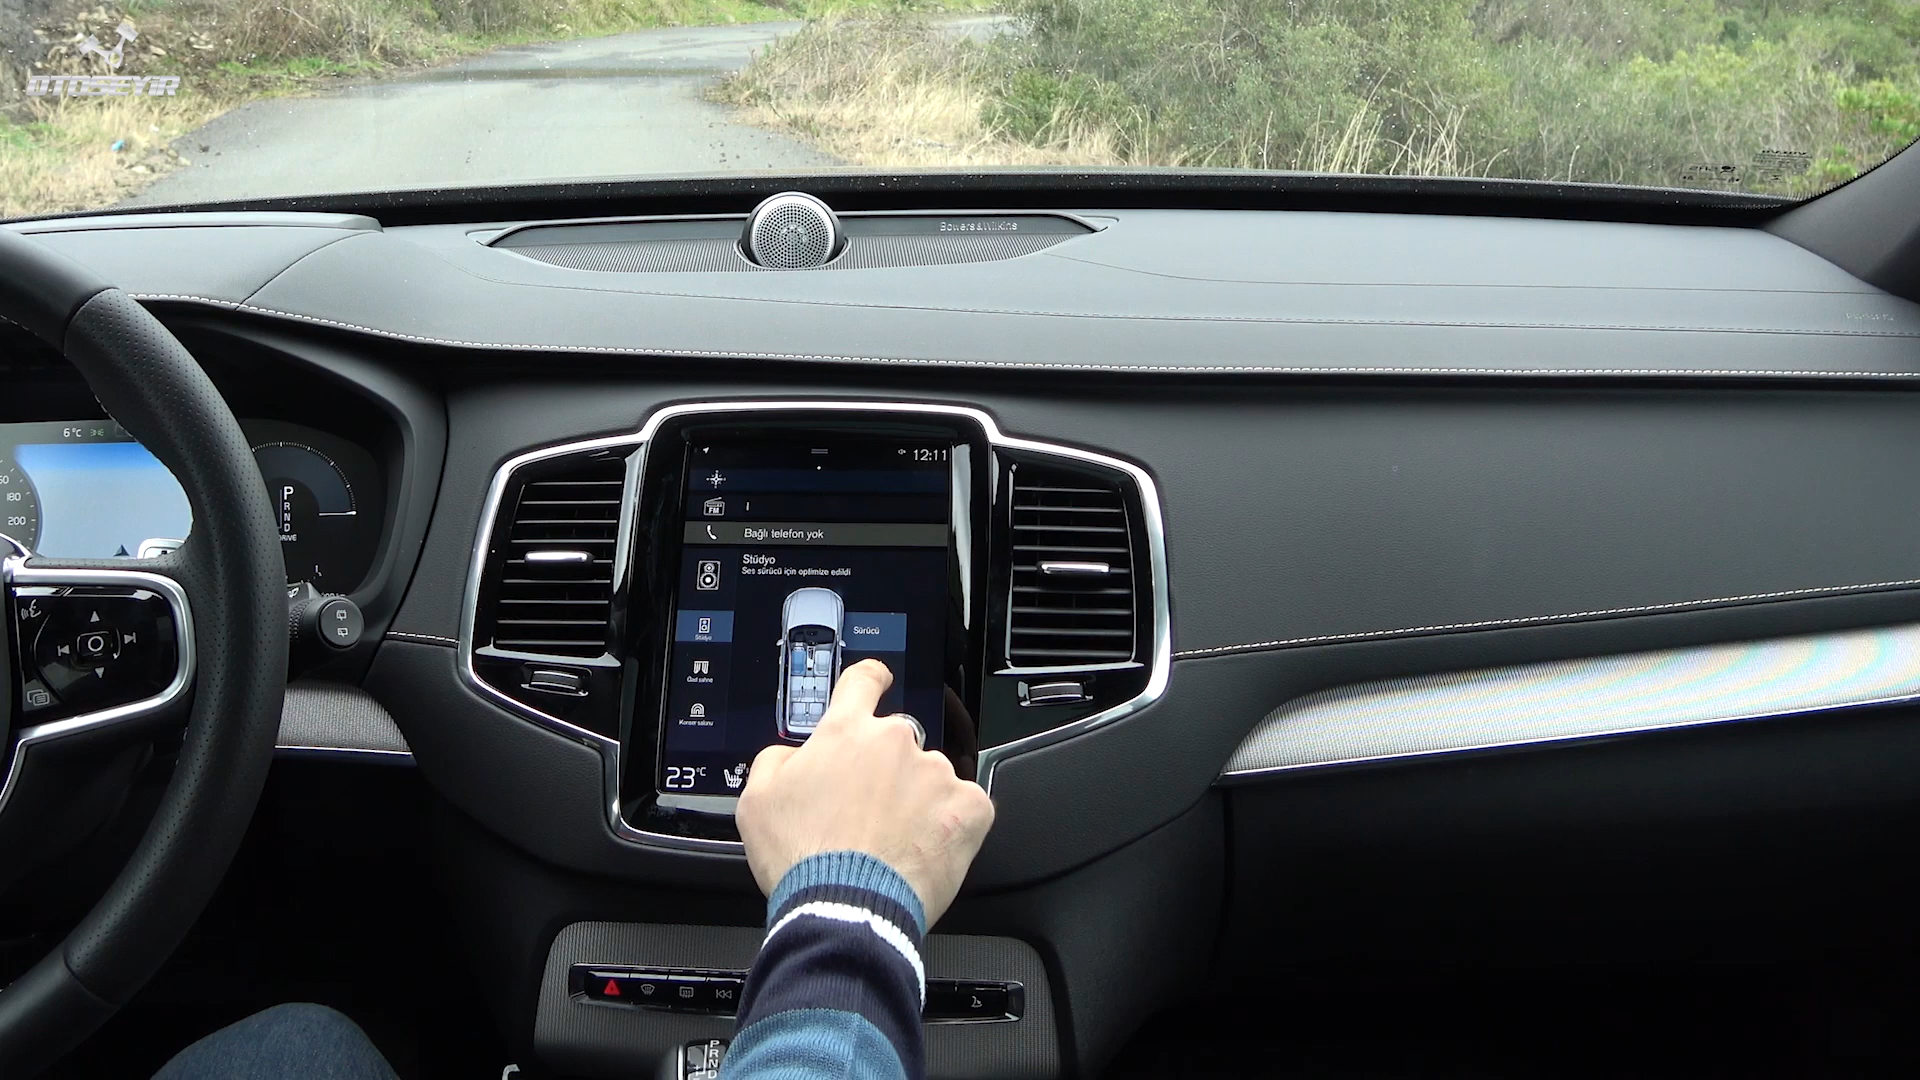 OTOSEYiR
Bowers & Wilkins
6°C
12:11
180
200
P
R
N
D
DRIVE
FM
Bağlı telefon yok
Stüdyo
Ses sürücü için optimize edildi
Stüdyo
Sürücü
Özel sahne
Konser salonu
23°C
P
R
N
D